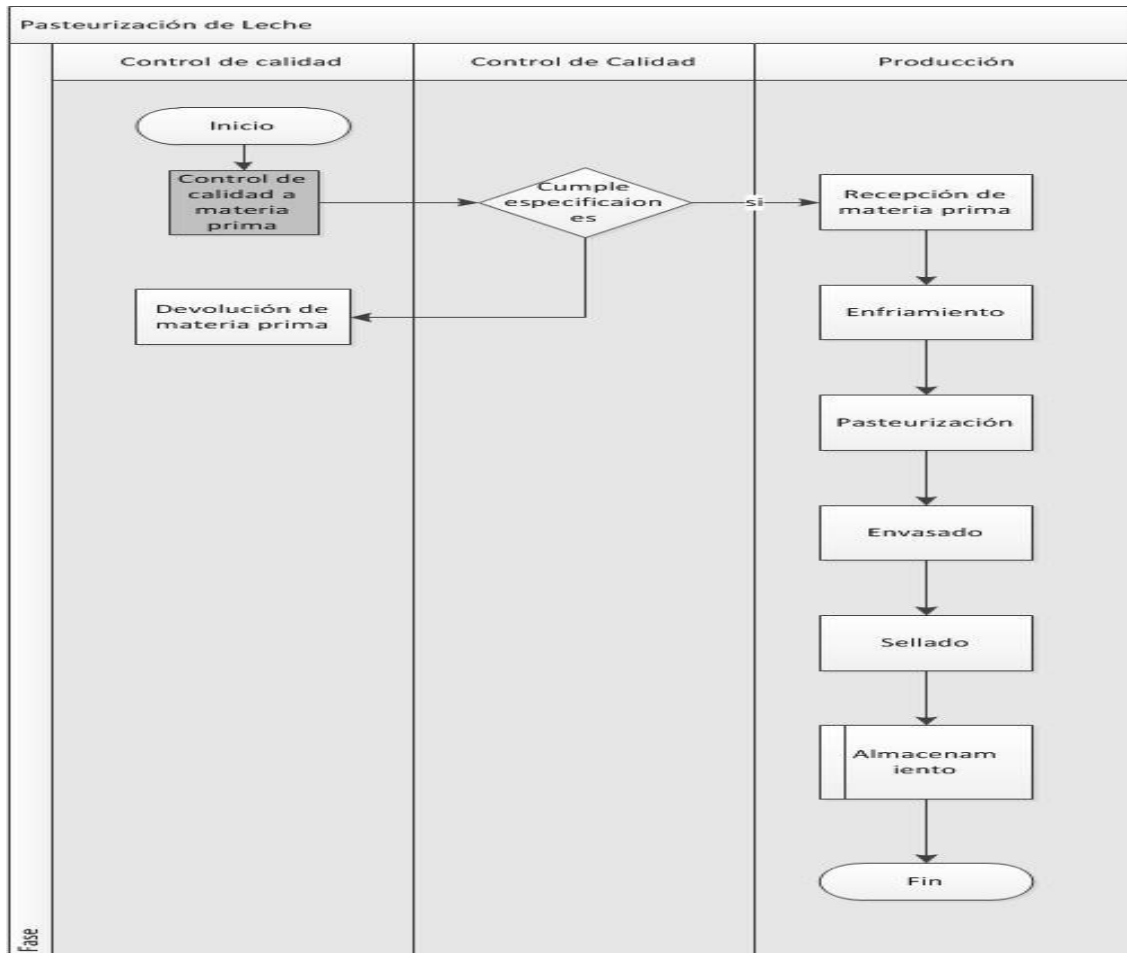 Pasteurización de Leche
Control de calidad
Control de Calidad
Producción
Inicio
Control de
calidad a
materia
prima
Cumple
especificaion
es
si
Recepción de
materia prima
Devolución de
materia prima
Enfriamiento
Pasteurización
Envasado
Sellado
Almacenam
iento
Fin
Fase